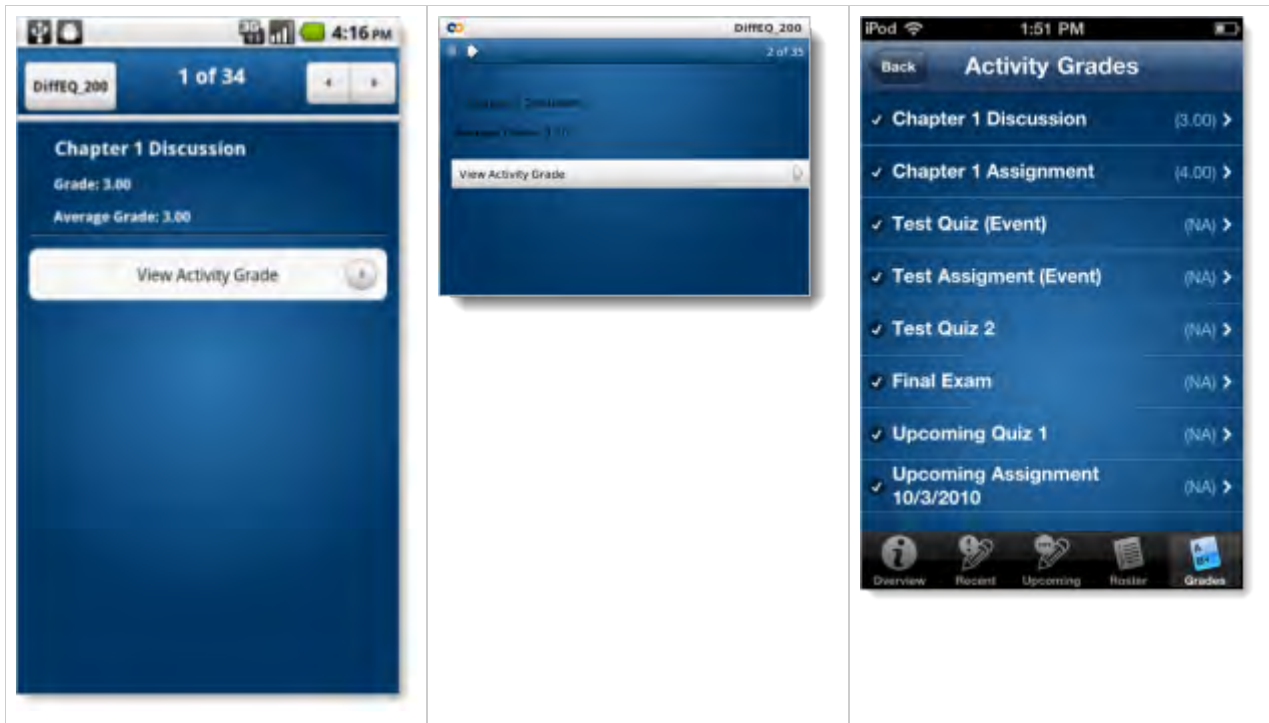 4:16 PM
DiffEQ_200
1 of 34
Chapter 1 Discussion
Grade: 3.00
Average Grade: 3.00
View Activity Grade
DiffEQ_200
2 of 35
Chapter 1 Discussion
View Activity Grade
iPod
1:51 PM
Back
Activity Grades
Chapter 1 Discussion
(3.00)
Chapter 1 Assignment
(4.00)
Test Quiz (Event)
(NA)
Test Assigment (Event)
(NA)
Test Quiz 2
(NA)
Final Exam
(NA)
Upcoming Quiz 1
(NA)
Upcoming Assignment
10/3/2010
(NA)
Overview
Recent
Upcoming
Roster
Grades